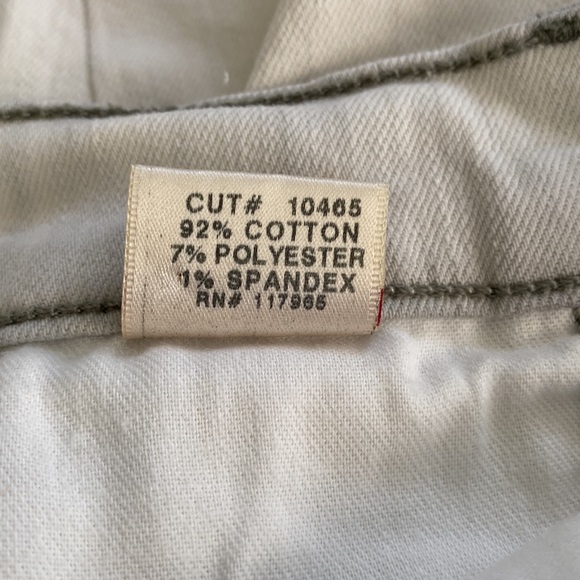 CUT# 10465
92% COTTON
7% POLYESTER
1% SPANDEX
RN# 117965